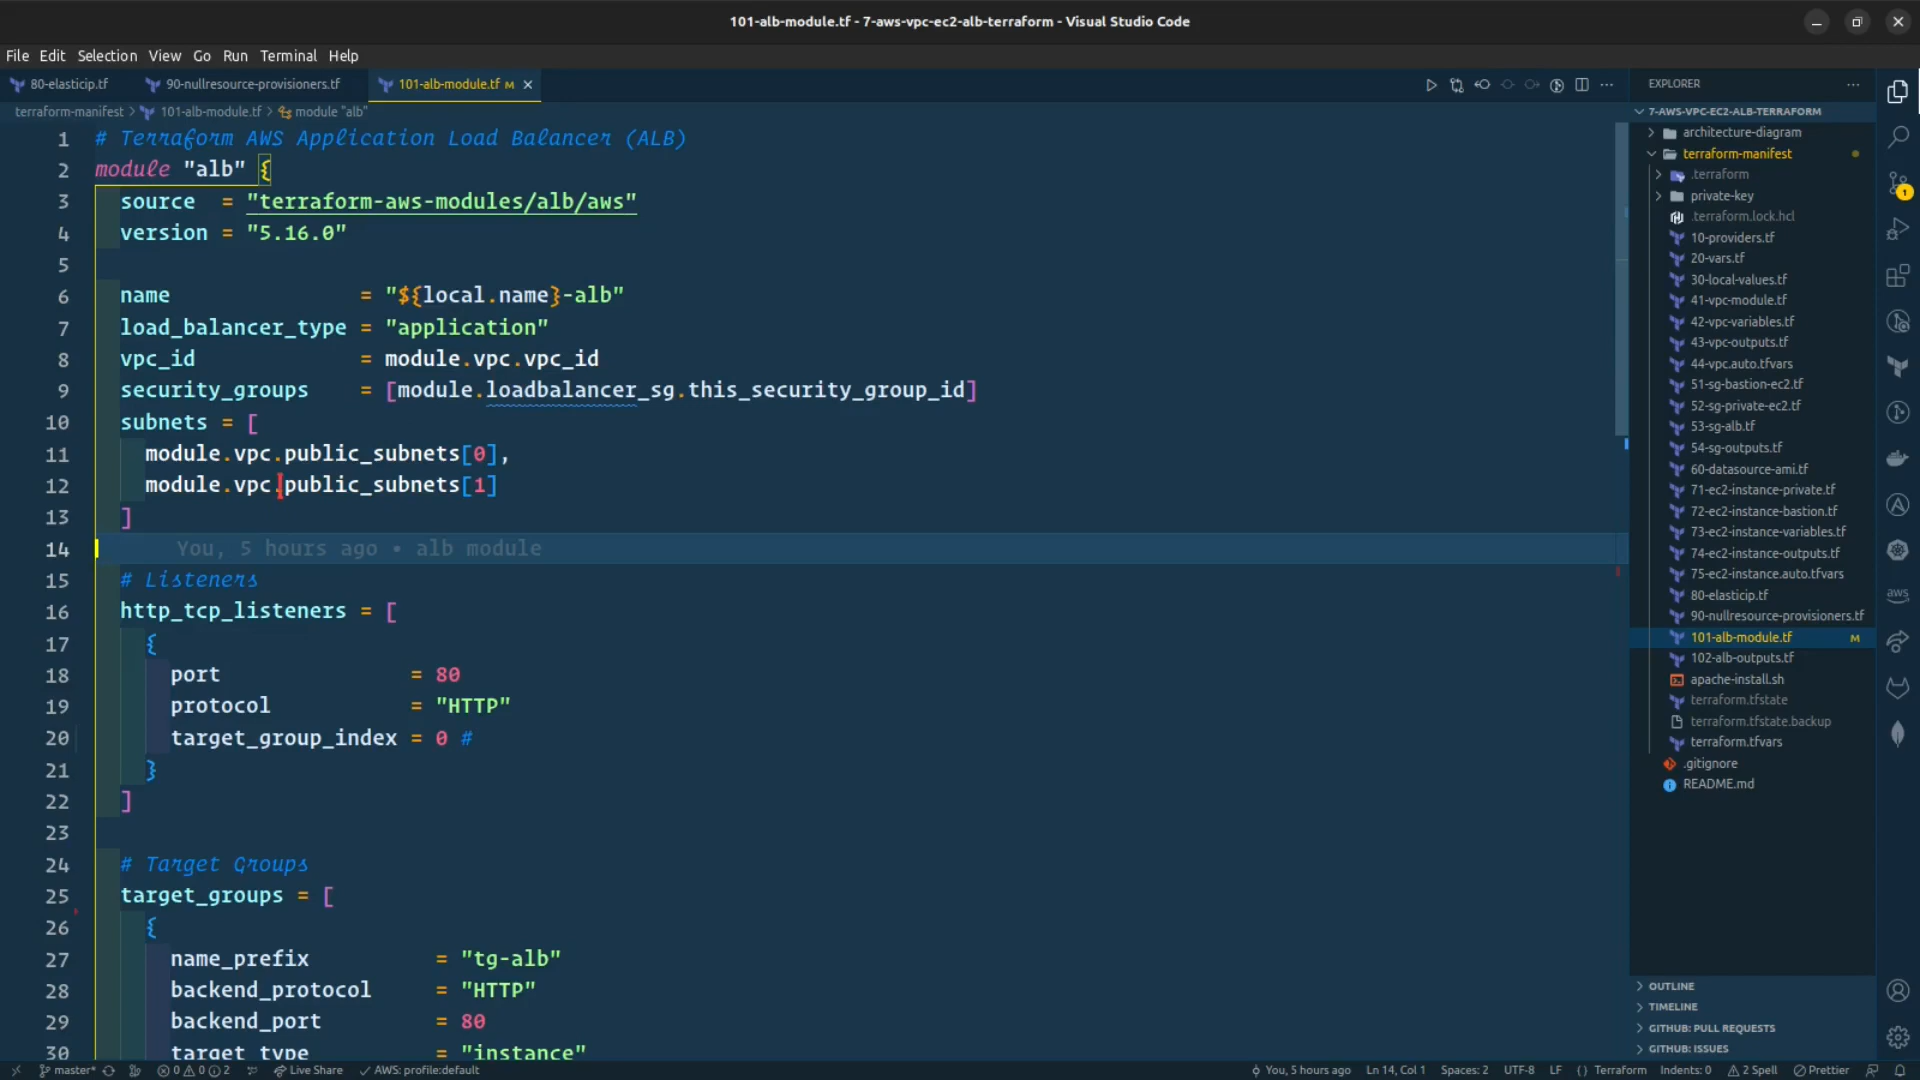 101-alb-module.tf - 7-aws-vpc-ec2-alb-terraform - Visual Studio Code
File Edit Selection View Go Run Terminal Help
80-elasticip.tf 90-nullresource-provisioners.tf 101-alb-module.tf M
terraform-manifest > 101-alb-module.tf > module "alb"
1 # Terraform AWS Application Load Balancer (ALB)
2 module "alb" {
3 source = "terraform-aws-modules/alb/aws"
4 version = "5.16.0"
5
6 name = "${local.name}-alb"
7 load_balancer_type = "application"
8 vpc_id = module.vpc.vpc_id
9 security_groups = [module.loadbalancer_sg.this_security_group_id]
10 subnets = [
11 module.vpc.public_subnets[0],
12 module.vpc.public_subnets[1]
13 ]
14 You, 5 hours ago • alb module
15 # Listeners
16 http_tcp_listeners = [
17 {
18 port = 80
19 protocol = "HTTP"
20 target_group_index = 0 #
21 }
22 ]
23
24 # Target Groups
25 target_groups = [
26 {
27 name_prefix = "tg-alb"
28 backend_protocol = "HTTP"
29 backend_port = 80
30 target_type = "instance"
EXPLORER
7-AWS-VPC-EC2-ALB-TERRAFORM
architecture-diagram
terraform-manifest
.terraform
private-key
.terraform.lock.hcl
10-providers.tf
20-vars.tf
30-local-values.tf
41-vpc-module.tf
42-vpc-variables.tf
43-vpc-outputs.tf
44-vpc.auto.tfvars
51-sg-bastion-ec2.tf
52-sg-private-ec2.tf
53-sg-alb.tf
54-sg-outputs.tf
60-datasource-ami.tf
71-ec2-instance-private.tf
72-ec2-instance-bastion.tf
73-ec2-instance-variables.tf
74-ec2-instance-outputs.tf
75-ec2-instance.auto.tfvars
80-elasticip.tf
90-nullresource-provisioners.tf
101-alb-module.tf M
102-alb-outputs.tf
apache-install.sh
terraform.tfstate
terraform.tfstate.backup
terraform.tfvars
.gitignore
README.md
OUTLINE
TIMELINE
GITHUB: PULL REQUESTS
GITHUB: ISSUES
1
aws
master* 0 0 2 Live Share AWS: profile:default You, 5 hours ago Ln 14, Col 1 Spaces: 2 UTF-8 LF {} Terraform Indents: 0 2 Spell Prettier